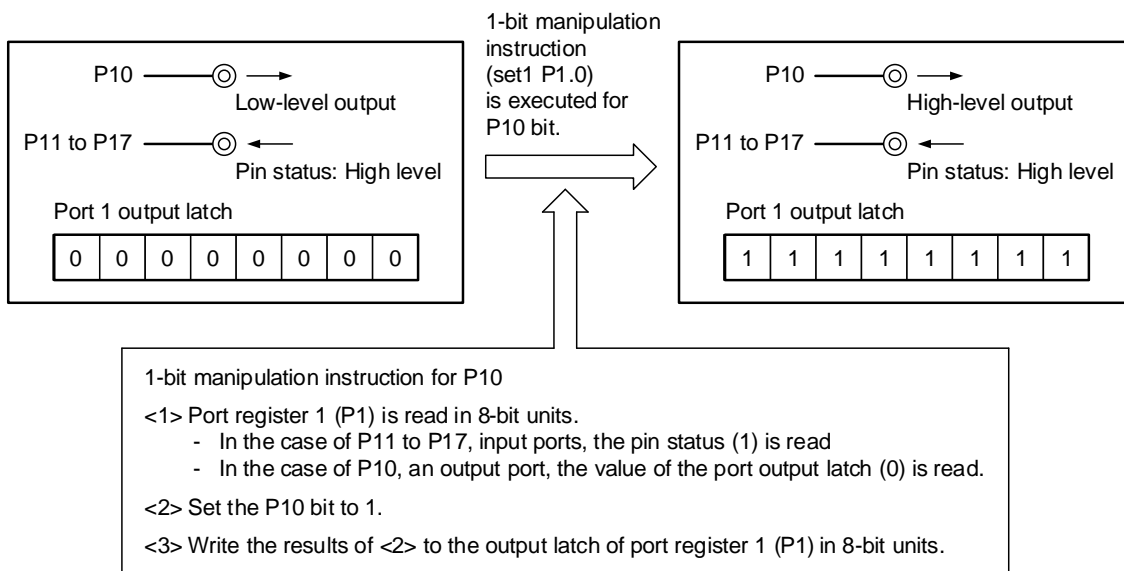 P10
Low-level output
P11 to P17
Pin status: High level
Port 1 output latch
0 0 0 0 0 0 0 0
1-bit manipulation
instruction
(set1 P1.0)
is executed for
P10 bit.
P10
High-level output
P11 to P17
Pin status: High level
Port 1 output latch
1 1 1 1 1 1 1 1
1-bit manipulation instruction for P10
<1> Port register 1 (P1) is read in 8-bit units.
- In the case of P11 to P17, input ports, the pin status (1) is read
- In the case of P10, an output port, the value of the port output latch (0) is read.
<2> Set the P10 bit to 1.
<3> Write the results of <2> to the output latch of port register 1 (P1) in 8-bit units.